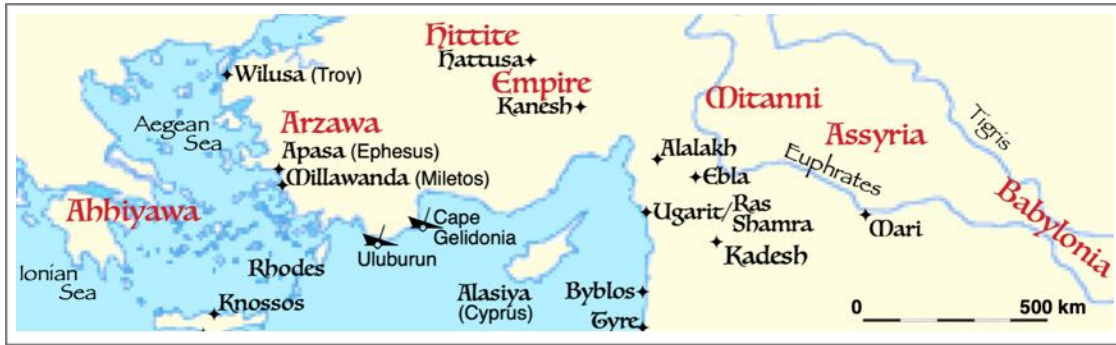 Hittite
Hattusa
Empire
Kanesh
Wilusa (Troy)
Aegean
Sea
Arzawa
Apasa (Ephesus)
Millawanda (Miletos)
Ahhiyawa
Ionian
Sea
Rhodes
Knossos
Uluburun
Cape
Gelidonia
Alasiya
(Cyprus)
Mitanni
Assyria
Tigris
Euphrates
Babylonia
Alalakh
Ebla
Ugarit/Ras
Shamra
Mari
Kadesh
Byblos
Tyre
0 500 km